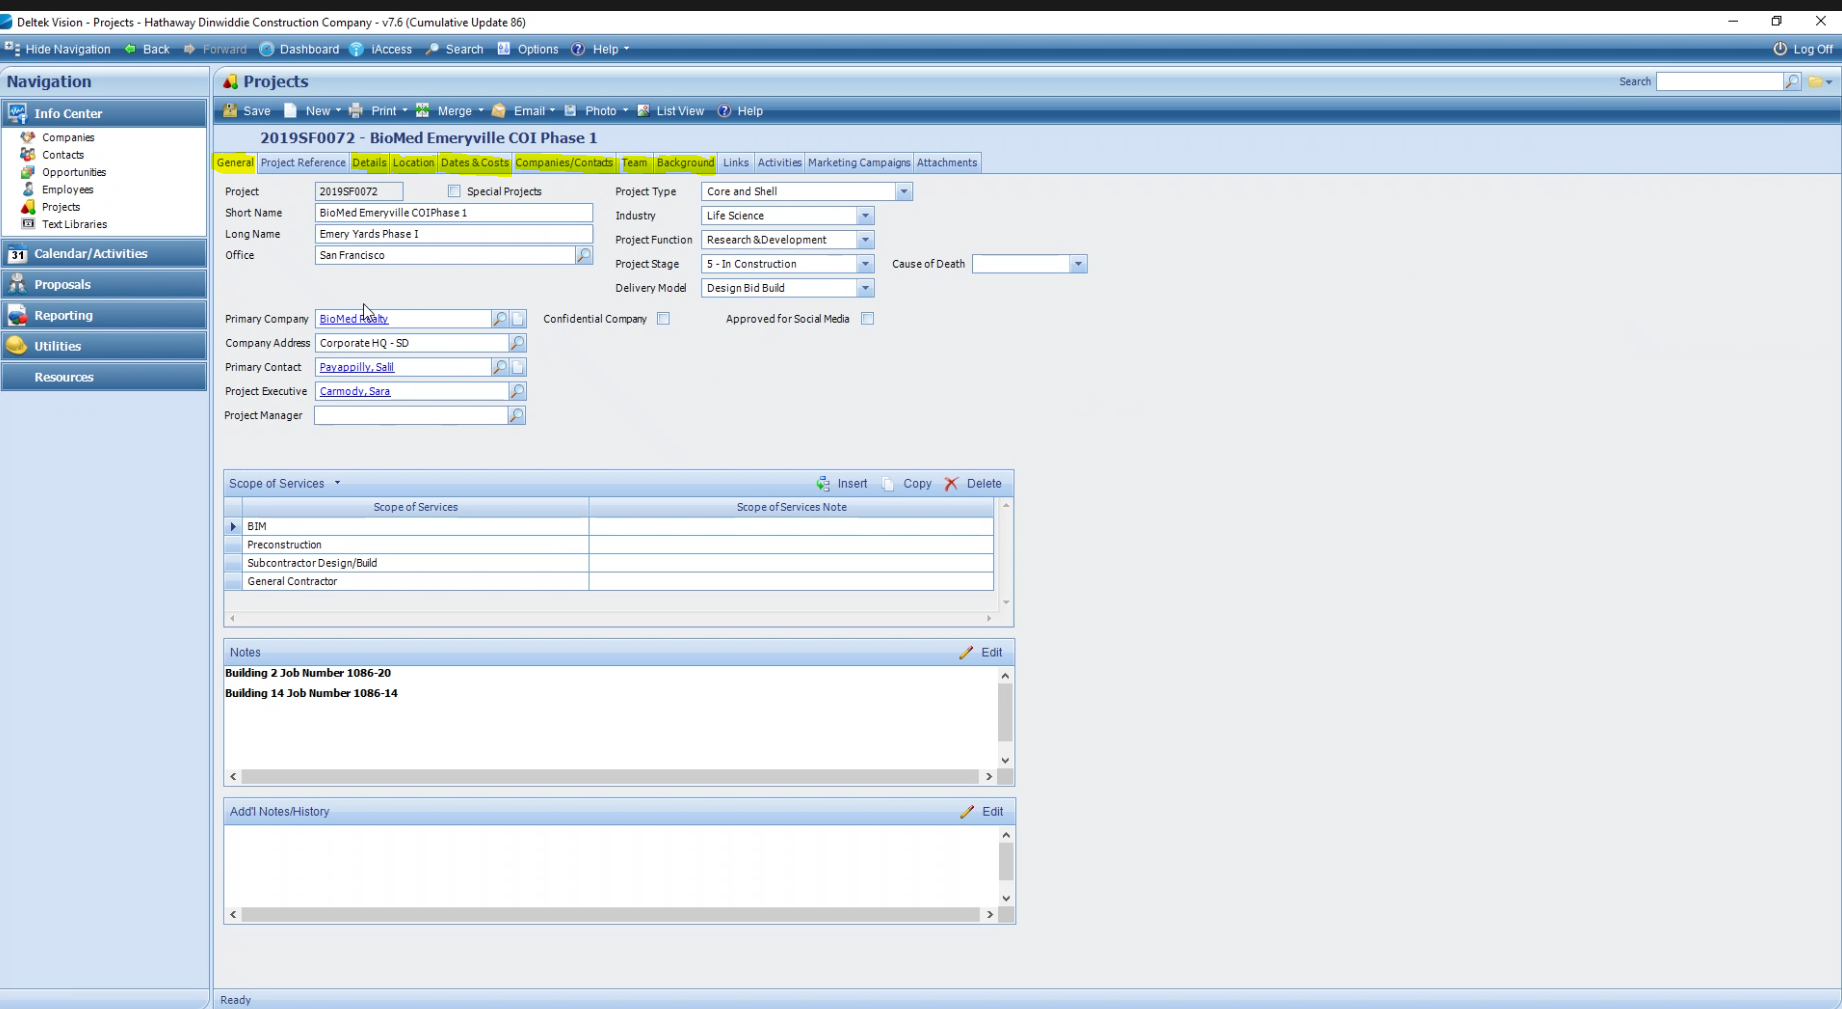 Deltek Vision - Projects - Hathaway Dinwiddie Construction Company - v7.6 (Cumulative Update 86)
Hide Navigation Back Forward Dashboard iAccess Search Options Help Log Off
Navigation
Projects
Search
Info Center
Companies
Contacts
Opportunities
Employees
Projects
Text Libraries
31 Calendar/Activities
Proposals
Reporting
Utilities
Resources
Save New Print Merge Email Photo List View Help
2019SF0072 - BioMed Emeryville COI Phase 1
General Project Reference Details Location Dates & Costs Companies/Contacts Team Background Links Activities Marketing Campaigns Attachments
Project 2019SF0072 Special Projects
Short Name BioMed Emeryville COIPhase 1
Long Name Emery Yards Phase I
Office San Francisco
Project Type Core and Shell
Industry Life Science
Project Function Research &Development
Project Stage 5 - In Construction Cause of Death
Delivery Model Design Bid Build
Primary Company BioMed Realty Confidential Company Approved for Social Media
Company Address Corporate HQ - SD
Primary Contact Payappilly, Salil
Project Executive Carmody, Sara
Project Manager
Scope of Services Insert Copy Delete
Scope of Services Scope of Services Note
BIM
Preconstruction
Subcontractor Design/Build
General Contractor
Notes Edit
Building 2 Job Number 1086-20
Building 14 Job Number 1086-14
Add'l Notes/History Edit
Ready